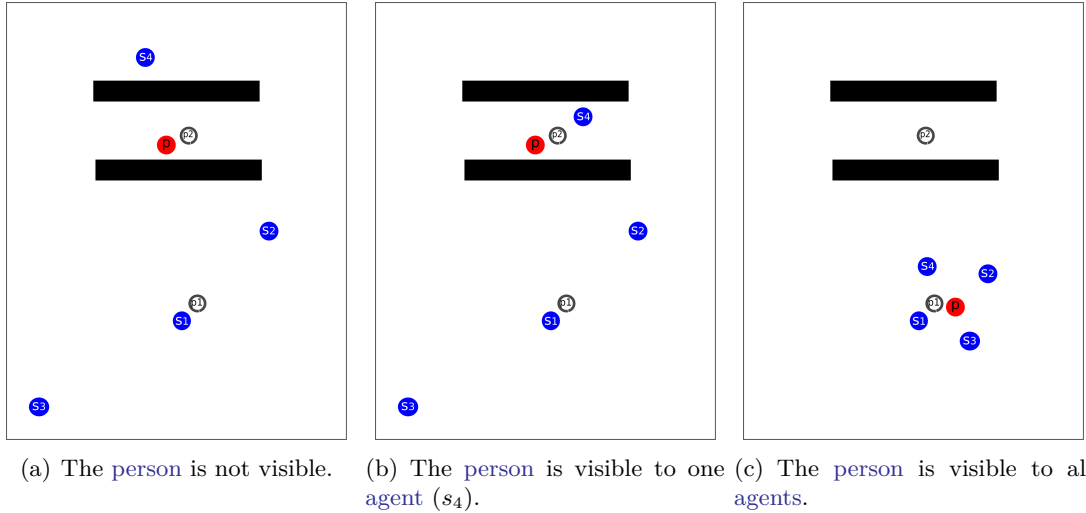 S4
p2
p
S2
p1
S1
S3
(a) The person is not visible.
S4
p2
p
S2
p1
S1
S3
(b) The person is visible to one
agent (s4).
p2
S4
S2
p1
p
S1
S3
(c) The person is visible to al
agents.